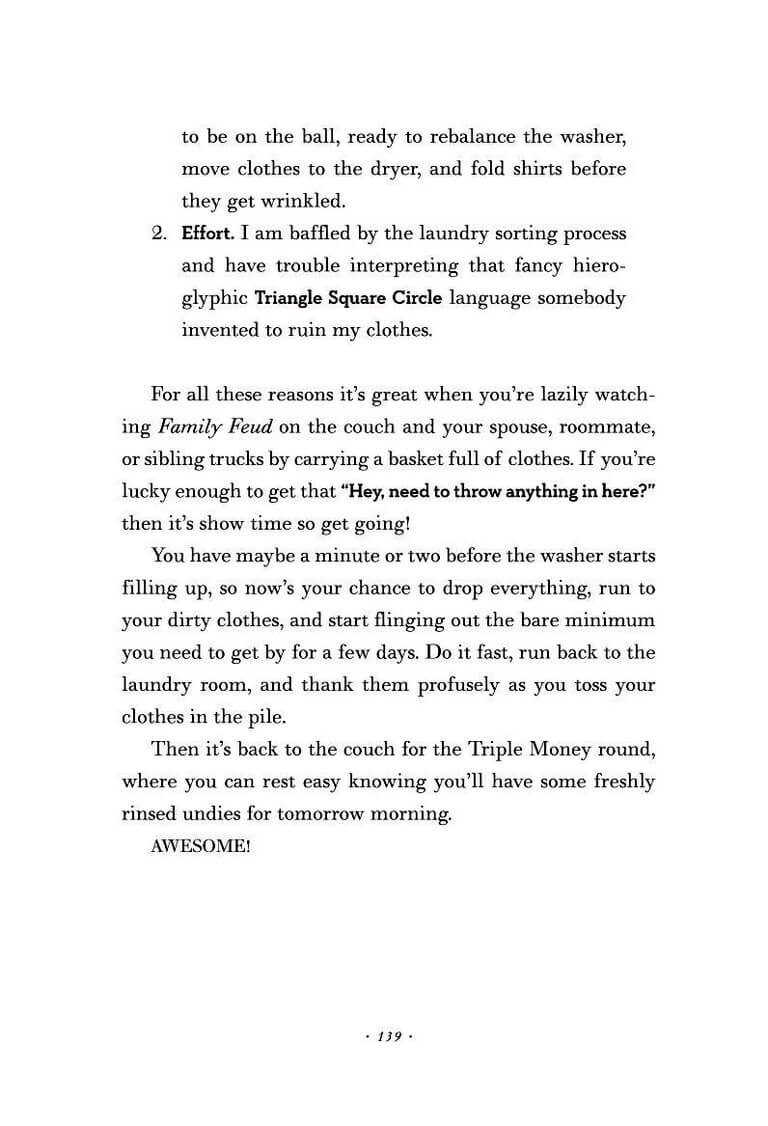 to be on the ball, ready to rebalance the washer,
move clothes to the dryer, and fold shirts before
they get wrinkled.
2. Effort. I am baffled by the laundry sorting process
and have trouble interpreting that fancy hiero-
glyphic Triangle Square Circle language somebody
invented to ruin my clothes.
For all these reasons it’s great when you’re lazily watch-
ing Family Feud on the couch and your spouse, roommate,
or sibling trucks by carrying a basket full of clothes. If you’re
lucky enough to get that “Hey, need to throw anything in here?”
then it’s show time so get going!
You have maybe a minute or two before the washer starts
filling up, so now’s your chance to drop everything, run to
your dirty clothes, and start flinging out the bare minimum
you need to get by for a few days. Do it fast, run back to the
laundry room, and thank them profusely as you toss your
clothes in the pile.
Then it’s back to the couch for the Triple Money round,
where you can rest easy knowing you’ll have some freshly
rinsed undies for tomorrow morning.
AWESOME!
· 139 ·